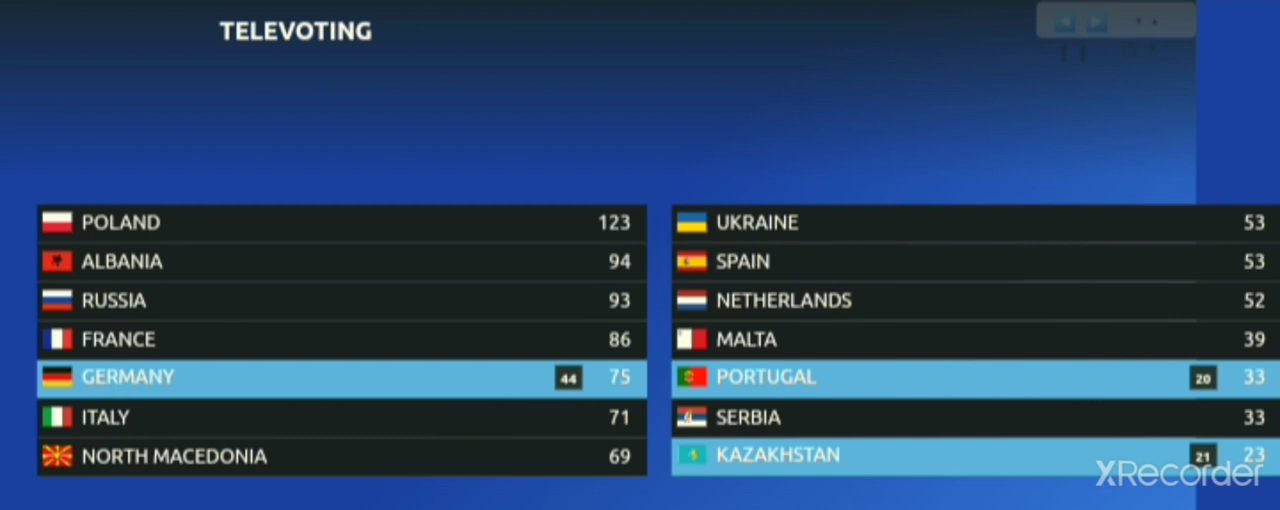 TELEVOTING
POLAND 123
ALBANIA 94
RUSSIA 93
FRANCE 86
GERMANY 44 75
ITALY 71
NORTH MACEDONIA 69
UKRAINE 53
SPAIN 53
NETHERLANDS 52
MALTA 39
PORTUGAL 20 33
SERBIA 33
KAZAKHSTAN 21 23
XRecorder